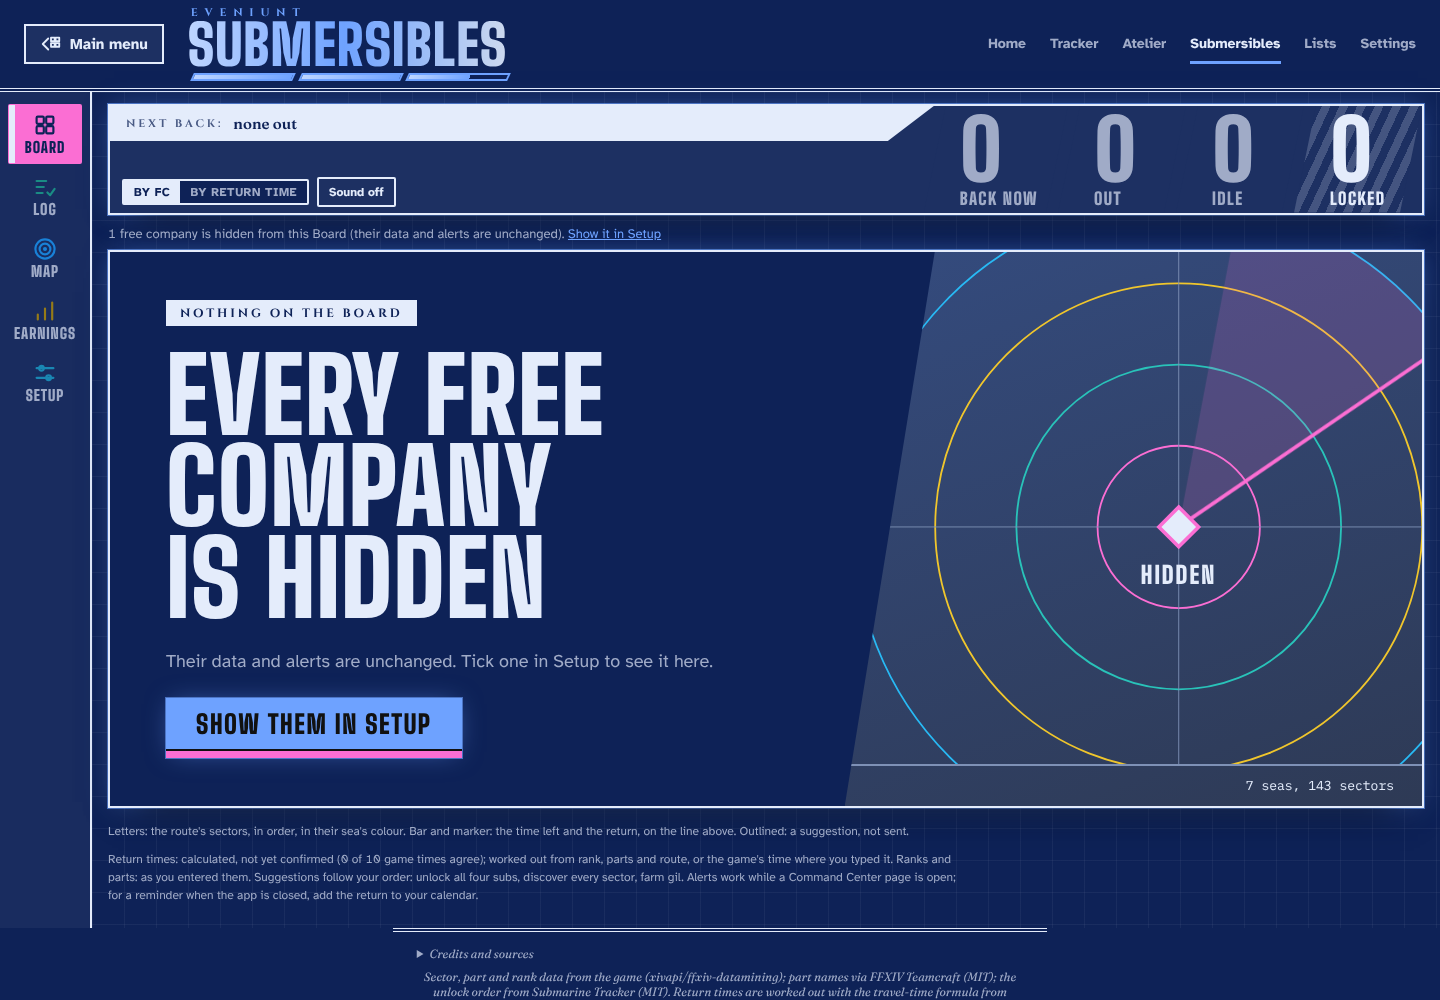 Main menu
EVENIUNT
SUBMERSIBLES
Home
Tracker
Atelier
Submersibles
Lists
Settings
BOARD
LOG
MAP
EARNINGS
SETUP
NEXT BACK: none out
BY FC
BY RETURN TIME
Sound off
0
BACK NOW
0
OUT
0
IDLE
0
LOCKED
1 free company is hidden from this Board (their data and alerts are unchanged). Show it in Setup
NOTHING ON THE BOARD
EVERY FREE
COMPANY
IS HIDDEN
Their data and alerts are unchanged. Tick one in Setup to see it here.
SHOW THEM IN SETUP
HIDDEN
7 seas, 143 sectors
Letters: the route's sectors, in order, in their sea's colour. Bar and marker: the time left and the return, on the line above. Outlined: a suggestion, not sent.
Return times: calculated, not yet confirmed (0 of 10 game times agree); worked out from rank, parts and route, or the game's time where you typed it. Ranks and
parts: as you entered them. Suggestions follow your order: unlock all four subs, discover every sector, farm gil. Alerts work while a Command Center page is open;
for a reminder when the app is closed, add the return to your calendar.
Credits and sources
Sector, part and rank data from the game (xivapi/ffxiv-datamining); part names via FFXIV Teamcraft (MIT); the
unlock order from Submarine Tracker (MIT). Return times are worked out with the travel-time formula from